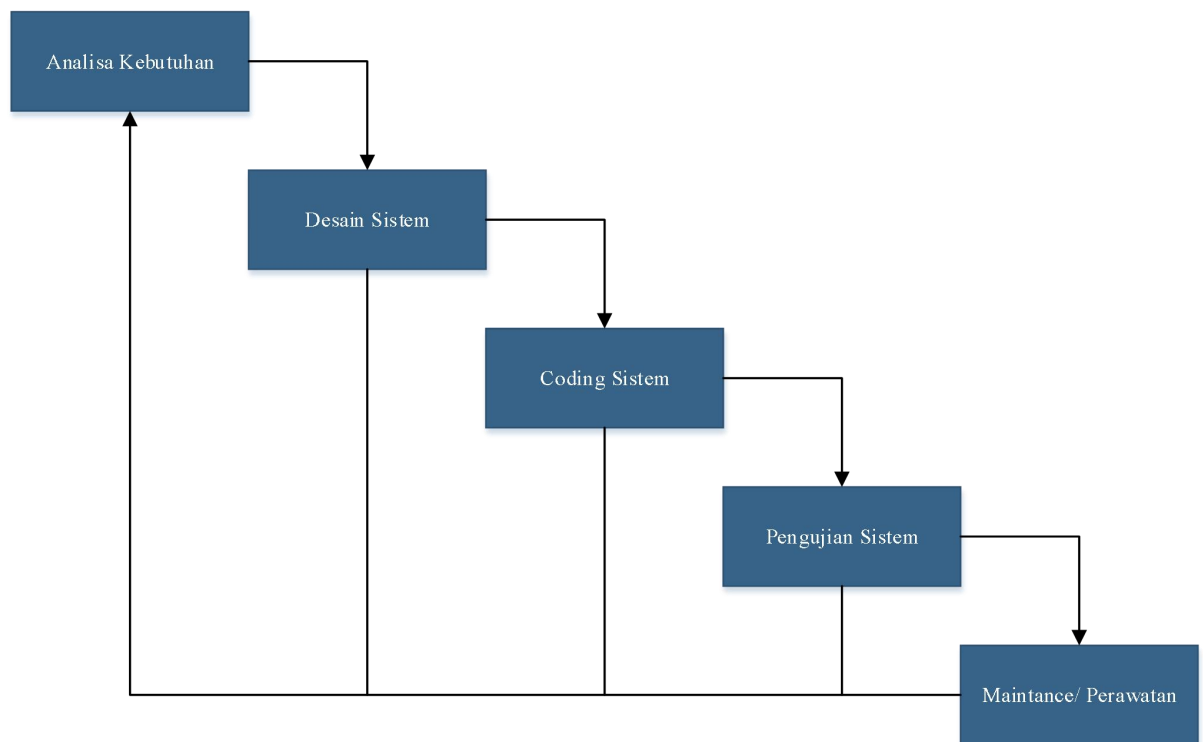 Analisa Kebutuhan
Desain Sistem
Coding Sistem
Pengujian Sistem
Maintance/ Perawatan